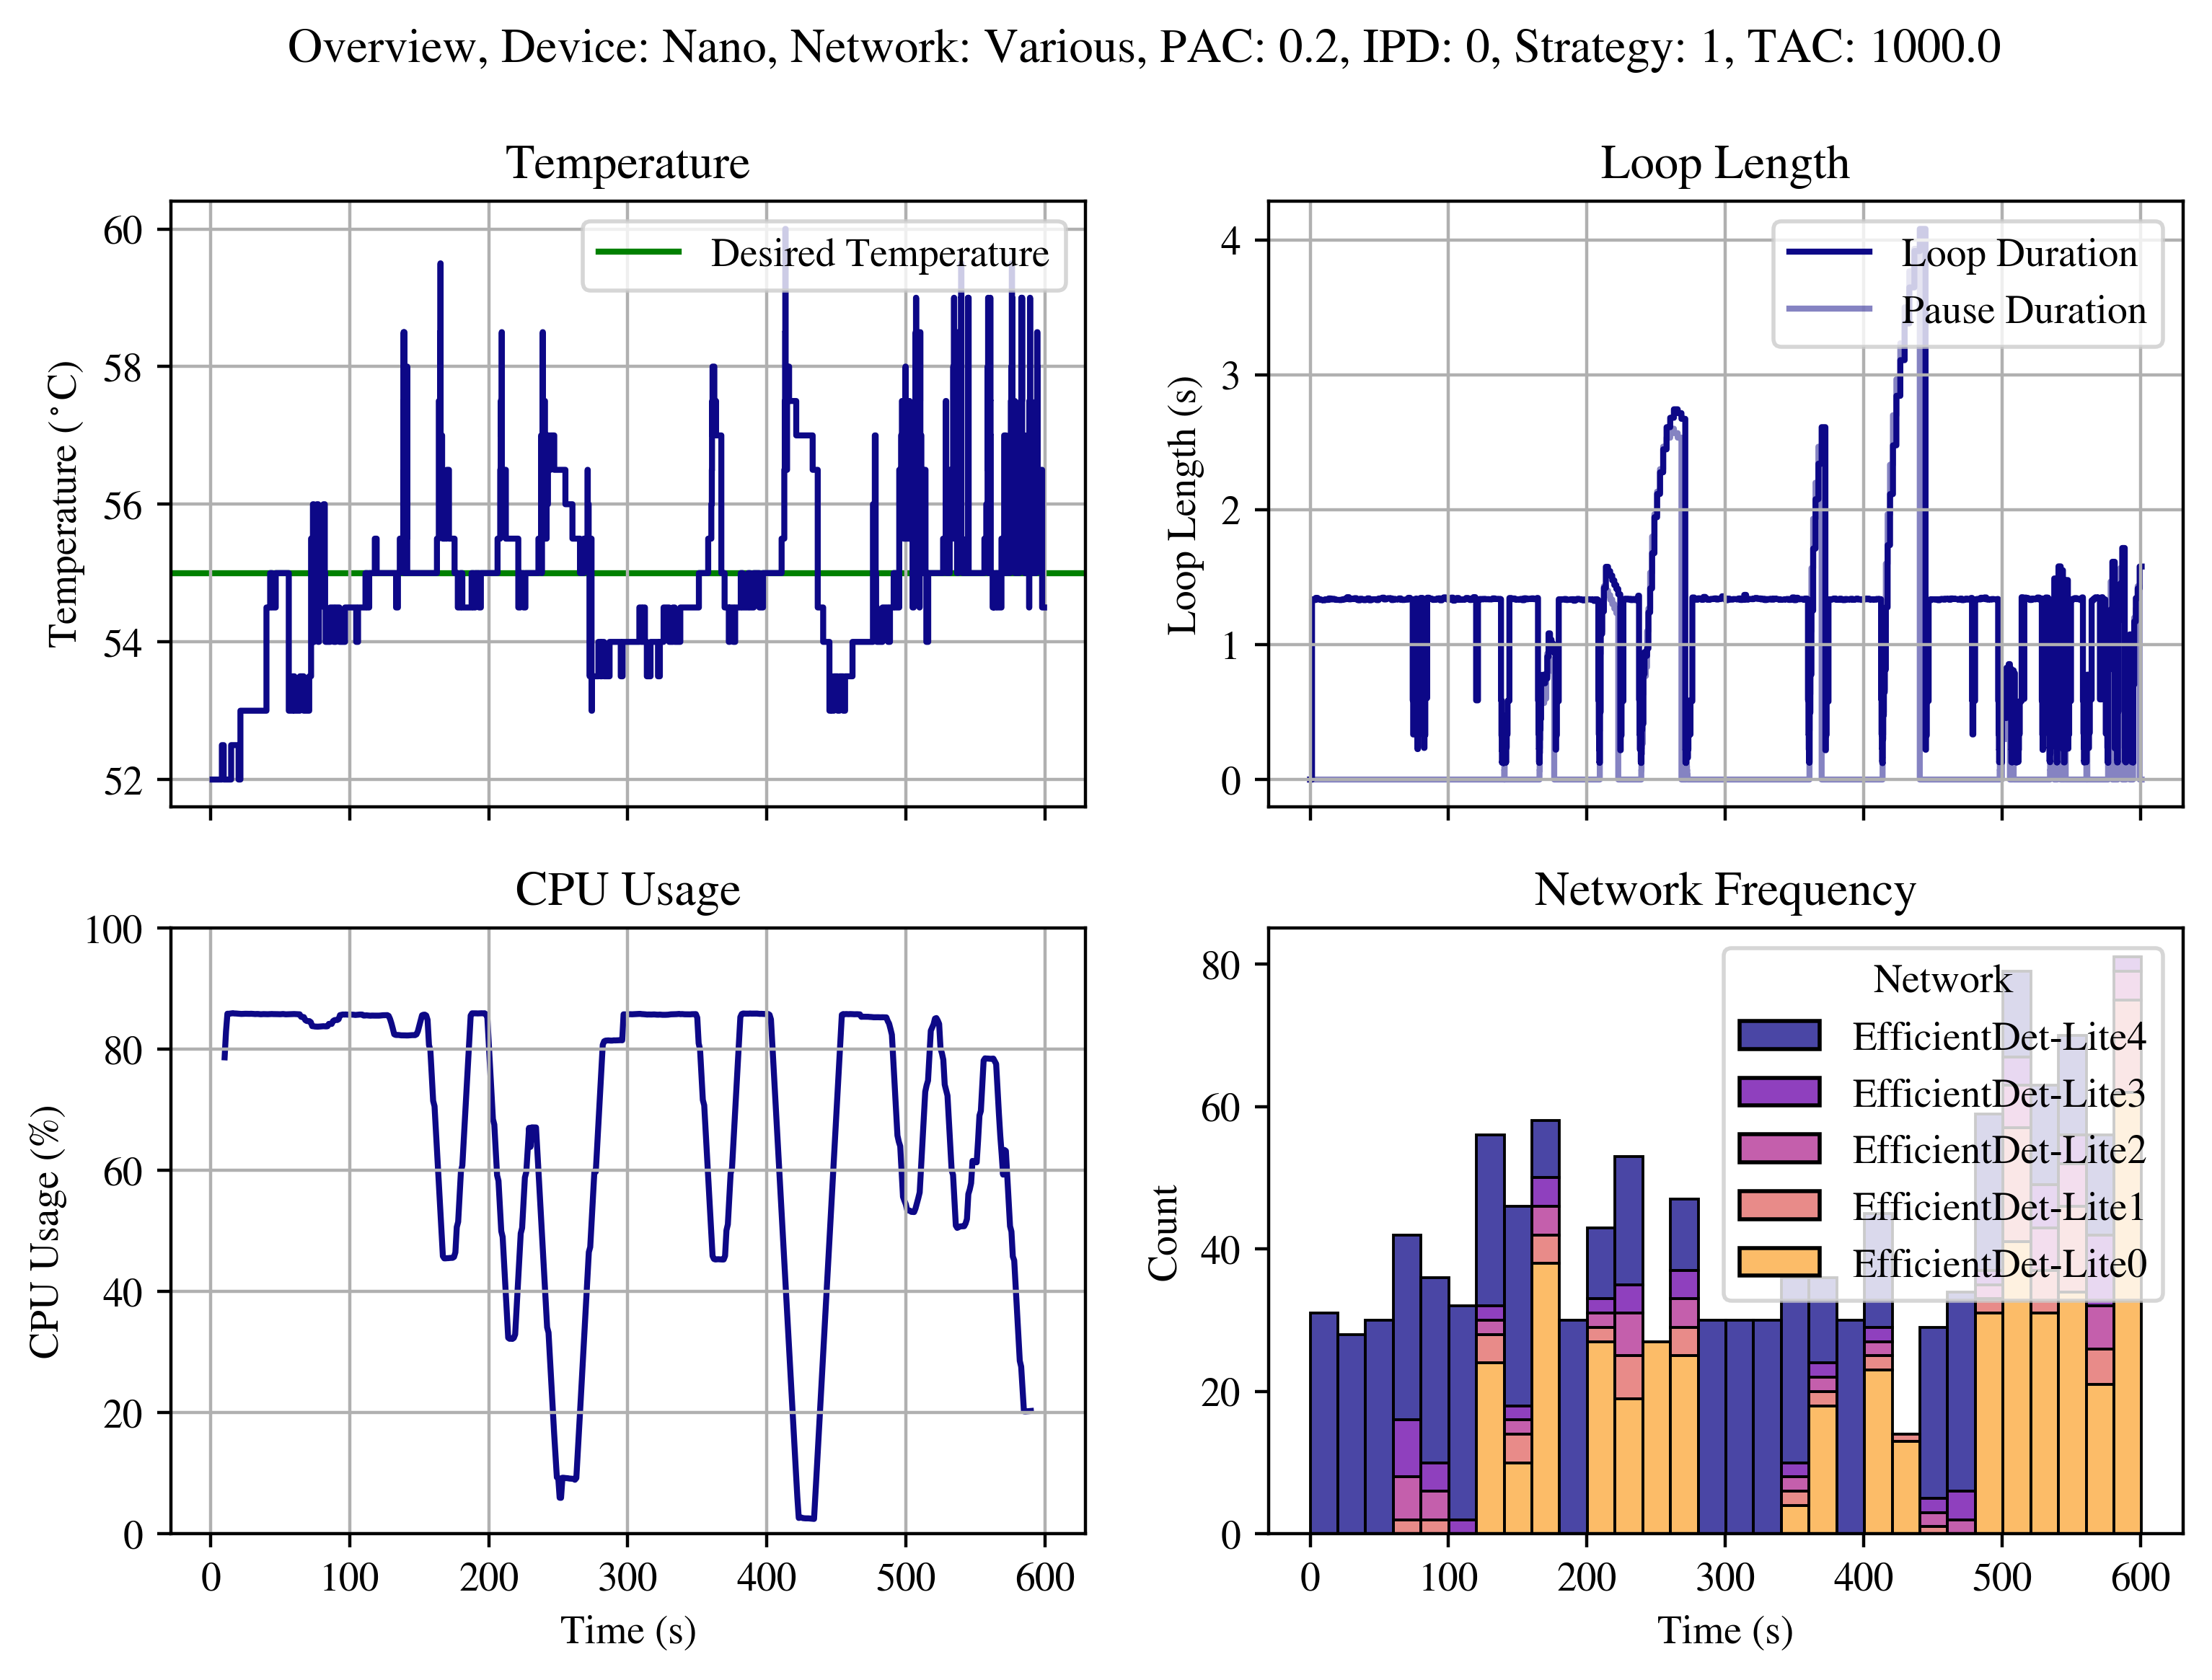 Overview, Device: Nano, Network: Various, PAC: 0.2, IPD: 0, Strategy: 1, TAC: 1000.0
Temperature
60
58
56
54
52
Temperature (°C)
Desired Temperature
Loop Length
4
3
2
1
0
Loop Length (s)
Loop Duration
Pause Duration
CPU Usage
100
80
60
40
20
0
CPU Usage (%)
0 100 200 300 400 500 600
Time (s)
Network Frequency
80
60
40
20
0
Count
Network
EfficientDet-Lite4
EfficientDet-Lite3
EfficientDet-Lite2
EfficientDet-Lite1
EfficientDet-Lite0
0 100 200 300 400 500 600
Time (s)